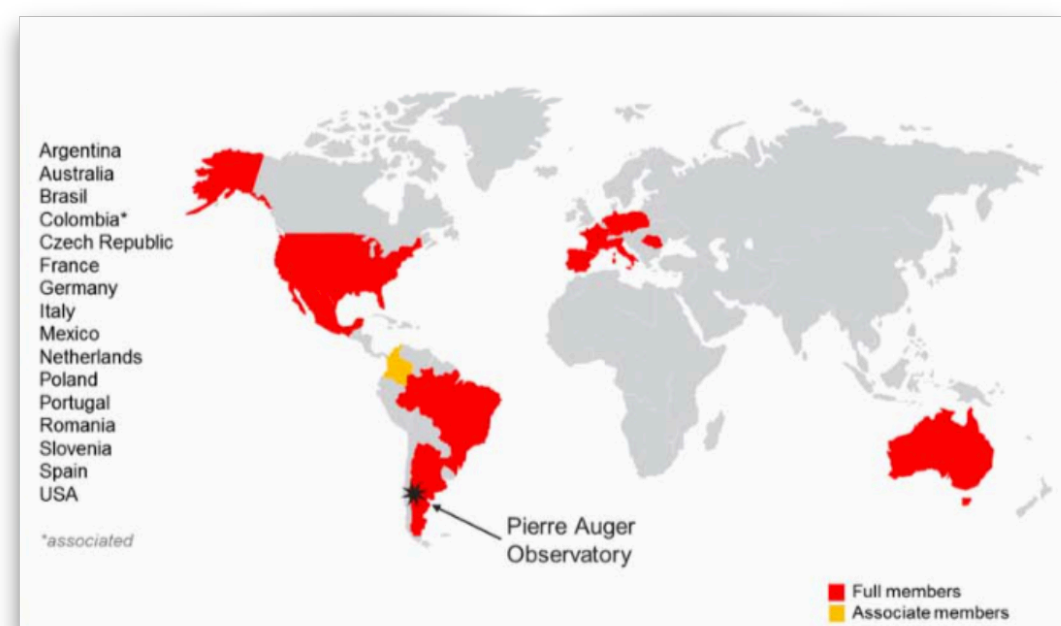 Argentina
Australia
Brasil
Colombia*
Czech Republic
France
Germany
Italy
Mexico
Netherlands
Poland
Portugal
Romania
Slovenia
Spain
USA
*associated
Pierre Auger
Observatory
Full members
Associate members